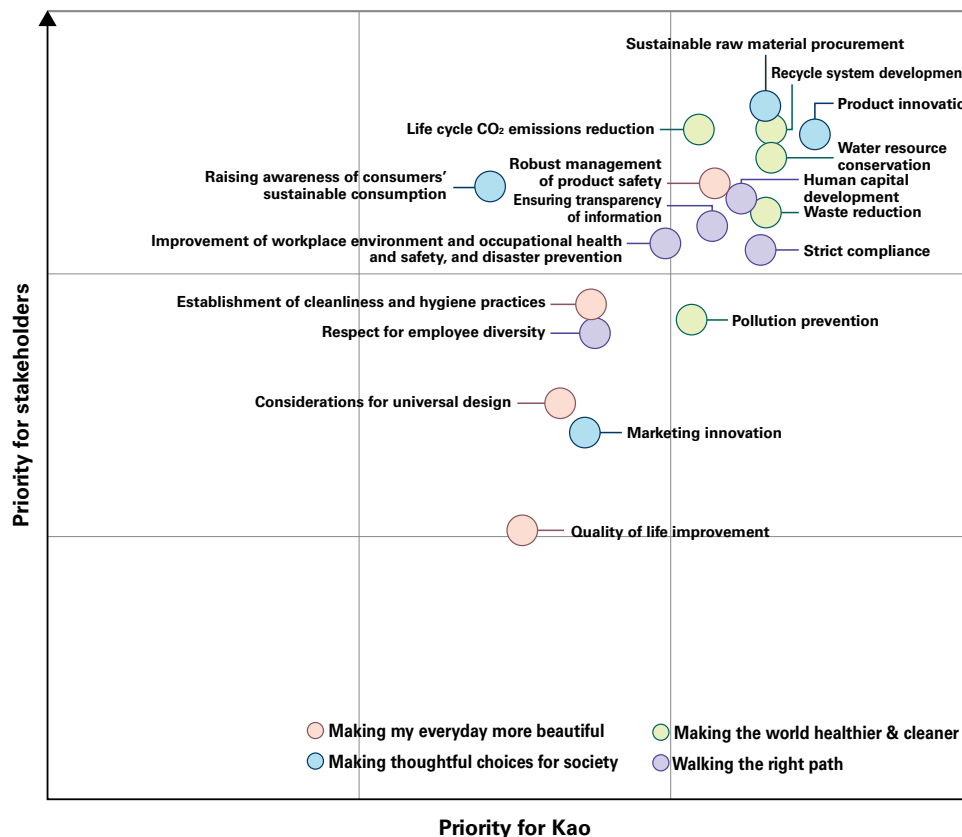 Sustainable raw material procurement
Recycle system developmen
Product innovatio
Life cycle CO₂ emissions reduction
Water resource
conservation
Robust management
of product safety
Raising awareness of consumers'
sustainable consumption
Human capital
development
Ensuring transparency
of information
Waste reduction
Improvement of workplace environment and occupational health
and safety, and disaster prevention
Strict compliance
Establishment of cleanliness and hygiene practices
Respect for employee diversity
Pollution prevention
Considerations for universal design
Marketing innovation
Quality of life improvement
Priority for stakeholders
Making my everyday more beautiful
Making the world healthier & cleaner
Making thoughtful choices for society
Walking the right path
Priority for Kao